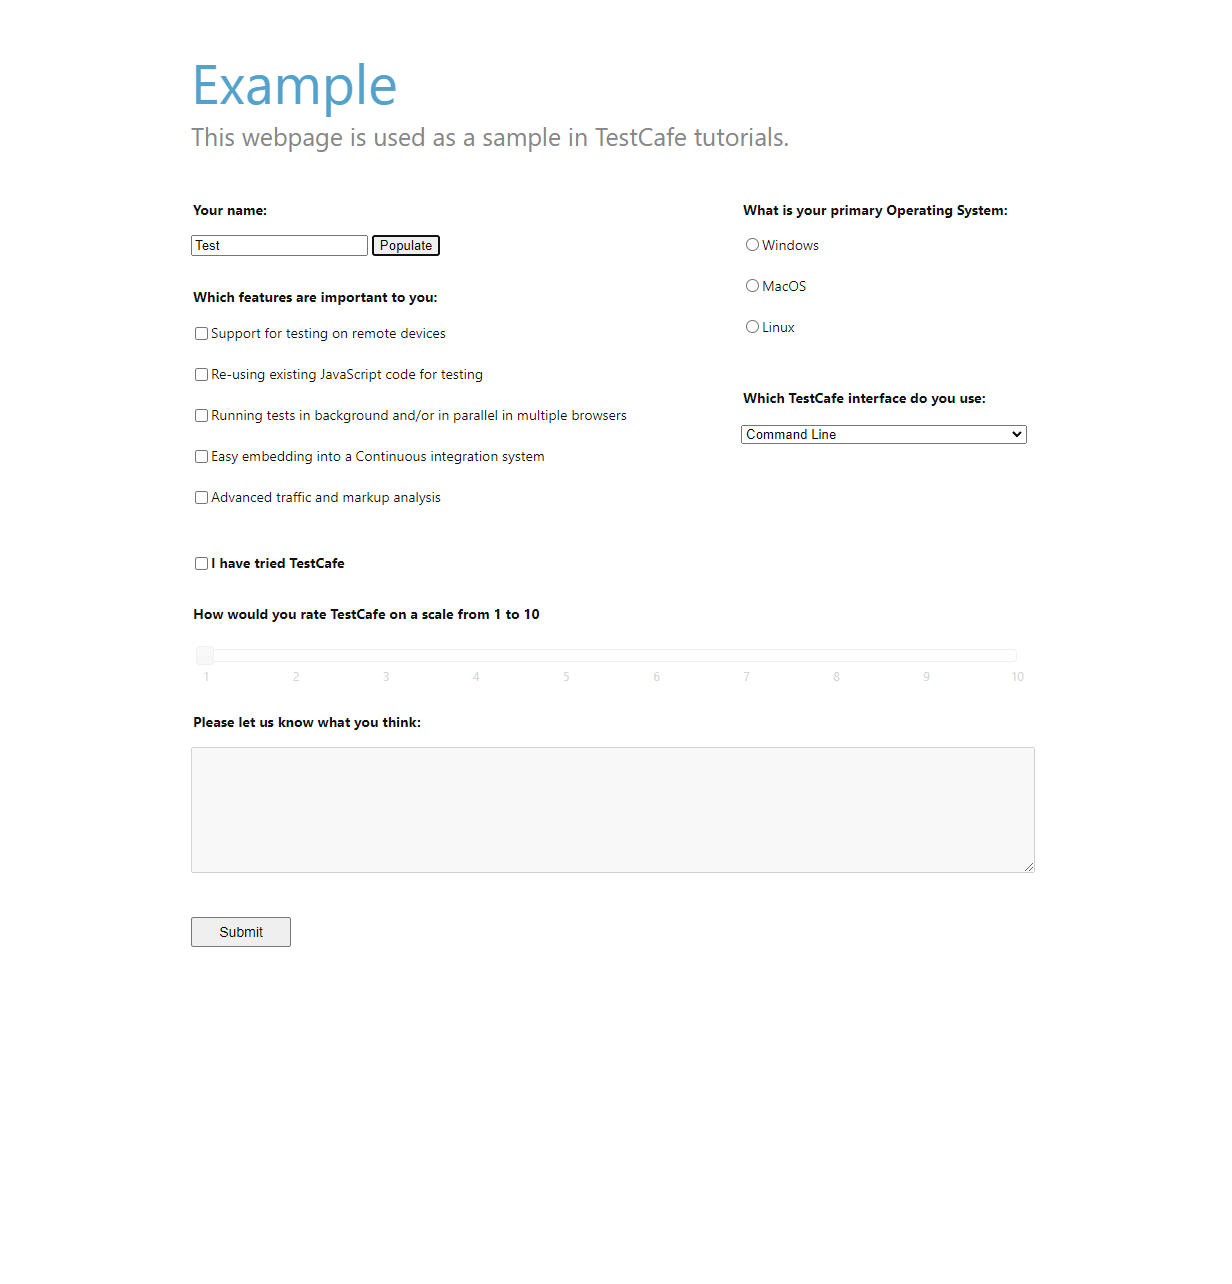 Example
This webpage is used as a sample in TestCafe tutorials.
Your name:
Test Populate
Which features are important to you:
Support for testing on remote devices
Re-using existing JavaScript code for testing
Running tests in background and/or in parallel in multiple browsers
Easy embedding into a Continuous integration system
Advanced traffic and markup analysis
What is your primary Operating System:
Windows
MacOS
Linux
Which TestCafe interface do you use:
Command Line
I have tried TestCafe
How would you rate TestCafe on a scale from 1 to 10
1 2 3 4 5 6 7 8 9 10
Please let us know what you think:
Submit